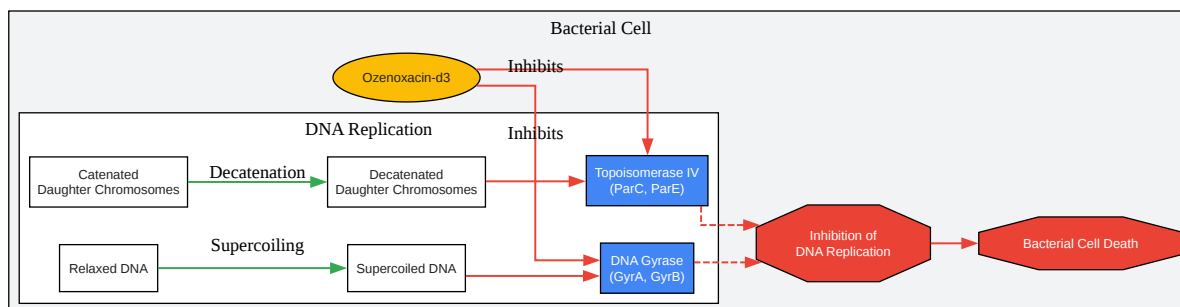 Bacterial Cell
Ozenoxacin-d3
Inhibits
DNA Replication
Inhibits
Catenated
Daughter Chromosomes
Decatenation
Decatenated
Daughter Chromosomes
Topoisomerase IV
(ParC, ParE)
Relaxed DNA
Supercoiling
Supercoiled DNA
DNA Gyrase
(GyrA, GyrB)
Inhibition of
DNA Replication
Bacterial Cell Death